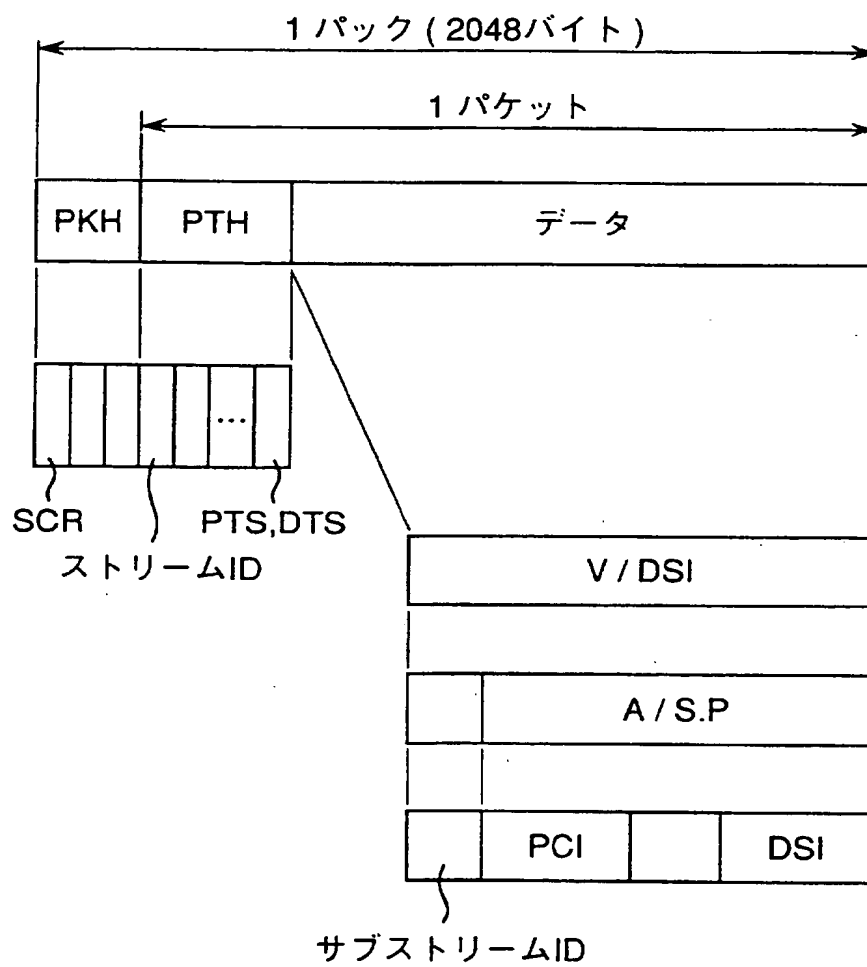 1 パック ( 2048バイト )
1 パケット
PKH PTH データ
...
SCR PTS,DTS
ストリームID
V / DSI
A / S.P
PCI DSI
サブストリームID